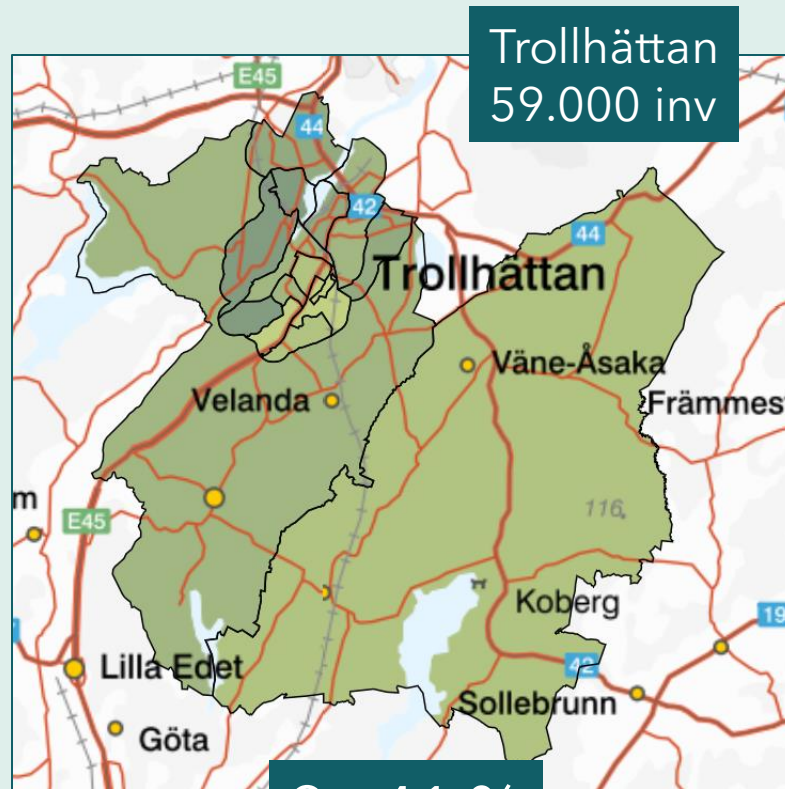 Trollhättan
59.000 inv
E45
44
42
44
Trollhättan
Väne-Åsaka
Velanda
Främmes
116
m
E45
Koberg
19
Lilla Edet
42
Sollebrunn
Göta